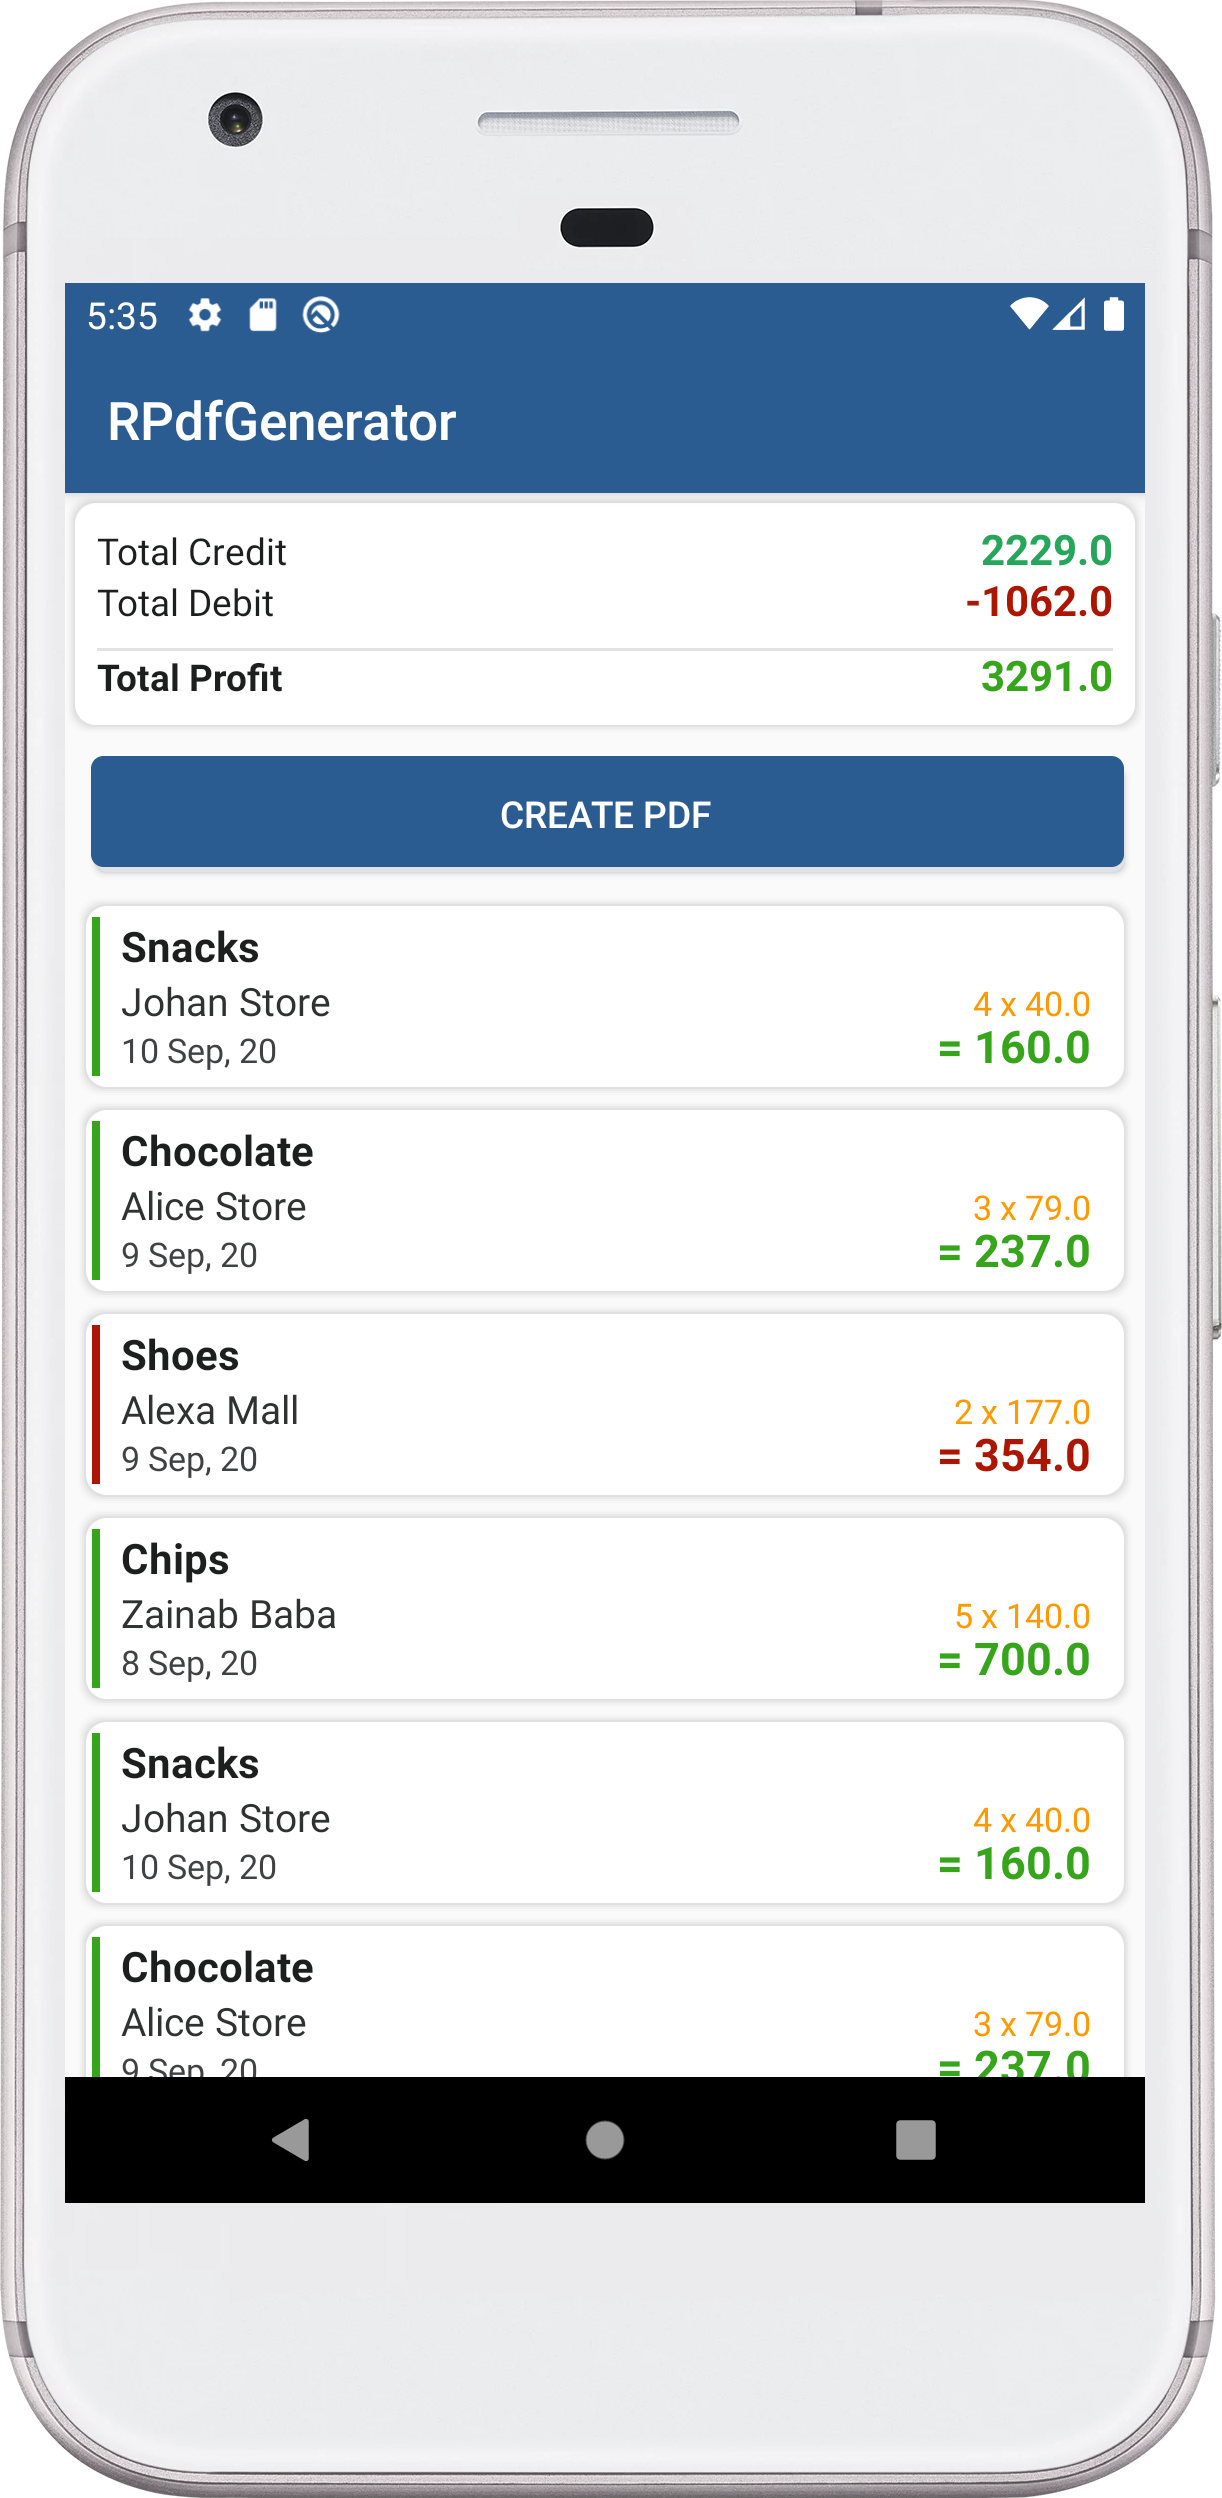 5:35
RPdfGenerator
Total Credit 2229.0
Total Debit -1062.0
Total Profit 3291.0
CREATE PDF
Snacks
Johan Store 4 x 40.0
10 Sep, 20 = 160.0
Chocolate
Alice Store 3 x 79.0
9 Sep, 20 = 237.0
Shoes
Alexa Mall 2 x 177.0
9 Sep, 20 = 354.0
Chips
Zainab Baba 5 x 140.0
8 Sep, 20 = 700.0
Snacks
Johan Store 4 x 40.0
10 Sep, 20 = 160.0
Chocolate
Alice Store 3 x 79.0
9 Sep, 20 = 237.0